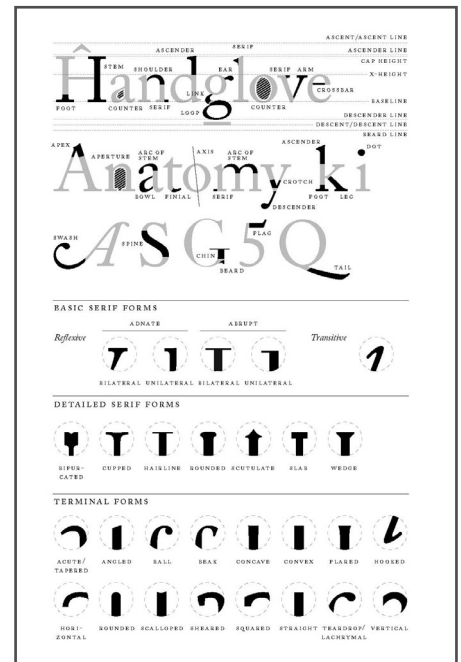 ASCENT/ASCENT LINE
ASCENDER LINE
CAP HEIGHT
X-HEIGHT
BASELINE
DESCENDER LINE
DESCENT/DESCENT LINE
BEARD LINE
ASCENDER SERIF
STEM SHOULDER EAR SERIF ARM
Ĥandglove
LINK CROSSBAR
FOOT COUNTER SERIF LOOP COUNTER
APEX APERTURE ARC OF STEM AXIS ARC OF STEM ASCENDER DOT
Anatomy ki
CROTCH
BOWL FINIAL SERIF FOOT LEG
DESCENDER
FLAG
SWASH SPINE
ASG5Q
CHIN
BEARD TAIL
BASIC SERIF FORMS
ADNATE ABRUPT
Reflexive Transitive
BILATERAL UNILATERAL BILATERAL UNILATERAL
DETAILED SERIF FORMS
BIFUR-CATED CUPPED HAIRLINE ROUNDED SCUTULATE SLAB WEDGE
TERMINAL FORMS
ACUTE/TAPERED ANGLED BALL BEAK CONCAVE CONVEX FLARED HOOKED
HORI-ZONTAL ROUNDED SCALLOPED SHEARED SQUARED STRAIGHT TEARDROP/LACHRYMAL VERTICAL